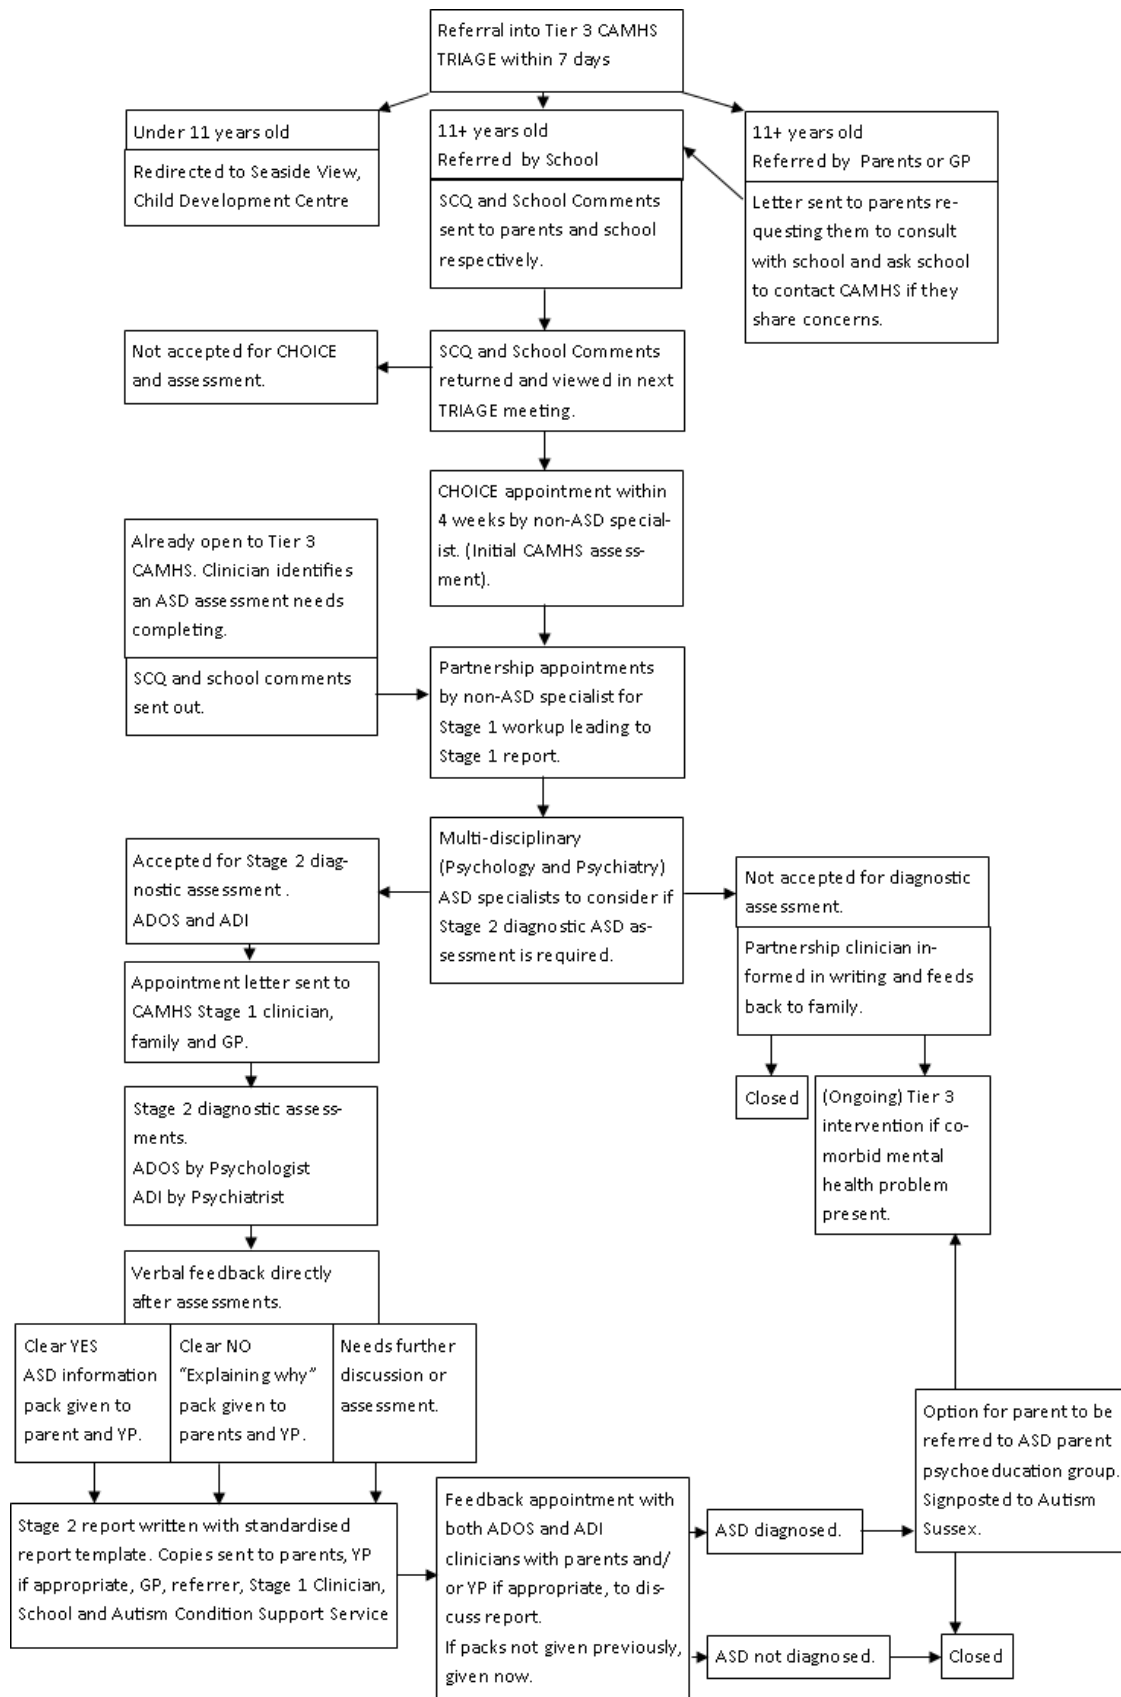 Referral into Tier 3 CAMHS
TRIAGE within 7 days
Under 11 years old
Redirected to Seaside View,
Child Development Centre
11+ years old
Referred by School
SCQ and School Comments
sent to parents and school
respectively.
11+ years old
Referred by Parents or GP
Letter sent to parents re-
questing them to consult
with school and ask school
to contact CAMHS if they
share concerns.
Not accepted for CHOICE
and assessment.
SCQ and School Comments
returned and viewed in next
TRIAGE meeting.
CHOICE appointment within
4 weeks by non-ASD special-
ist. (Initial CAMHS assess-
ment).
Already open to Tier 3
CAMHS. Clinician identifies
an ASD assessment needs
completing.
SCQ and school comments
sent out.
Partnership appointments
by non-ASD specialist for
Stage 1 workup leading to
Stage 1 report.
Multi-disciplinary
(Psychology and Psychiatry)
ASD specialists to consider if
Stage 2 diagnostic ASD as-
sessment is required.
Accepted for Stage 2 diag-
nostic assessment .
ADOS and ADI
Not accepted for diagnostic
assessment.
Partnership clinician in-
formed in writing and feeds
back to family.
Appointment letter sent to
CAMHS Stage 1 clinician,
family and GP.
Closed
(Ongoing) Tier 3
intervention if co-
morbid mental
health problem
present.
Stage 2 diagnostic assess-
ments.
ADOS by Psychologist
ADI by Psychiatrist
Verbal feedback directly
after assessments.
Clear YES
ASD information
pack given to
parent and YP.
Clear NO
“Explaining why”
pack given to
parents and YP.
Needs further
discussion or
assessment.
Stage 2 report written with standardised
report template. Copies sent to parents, YP
if appropriate, GP, referrer, Stage 1 Clinician,
School and Autism Condition Support Service
Feedback appointment with
both ADOS and ADI
clinicians with parents and/
or YP if appropriate, to dis-
cuss report.
If packs not given previously,
given now.
ASD diagnosed.
ASD not diagnosed.
Option for parent to be
referred to ASD parent
psychoeducation group.
Signposted to Autism
Sussex.
Closed